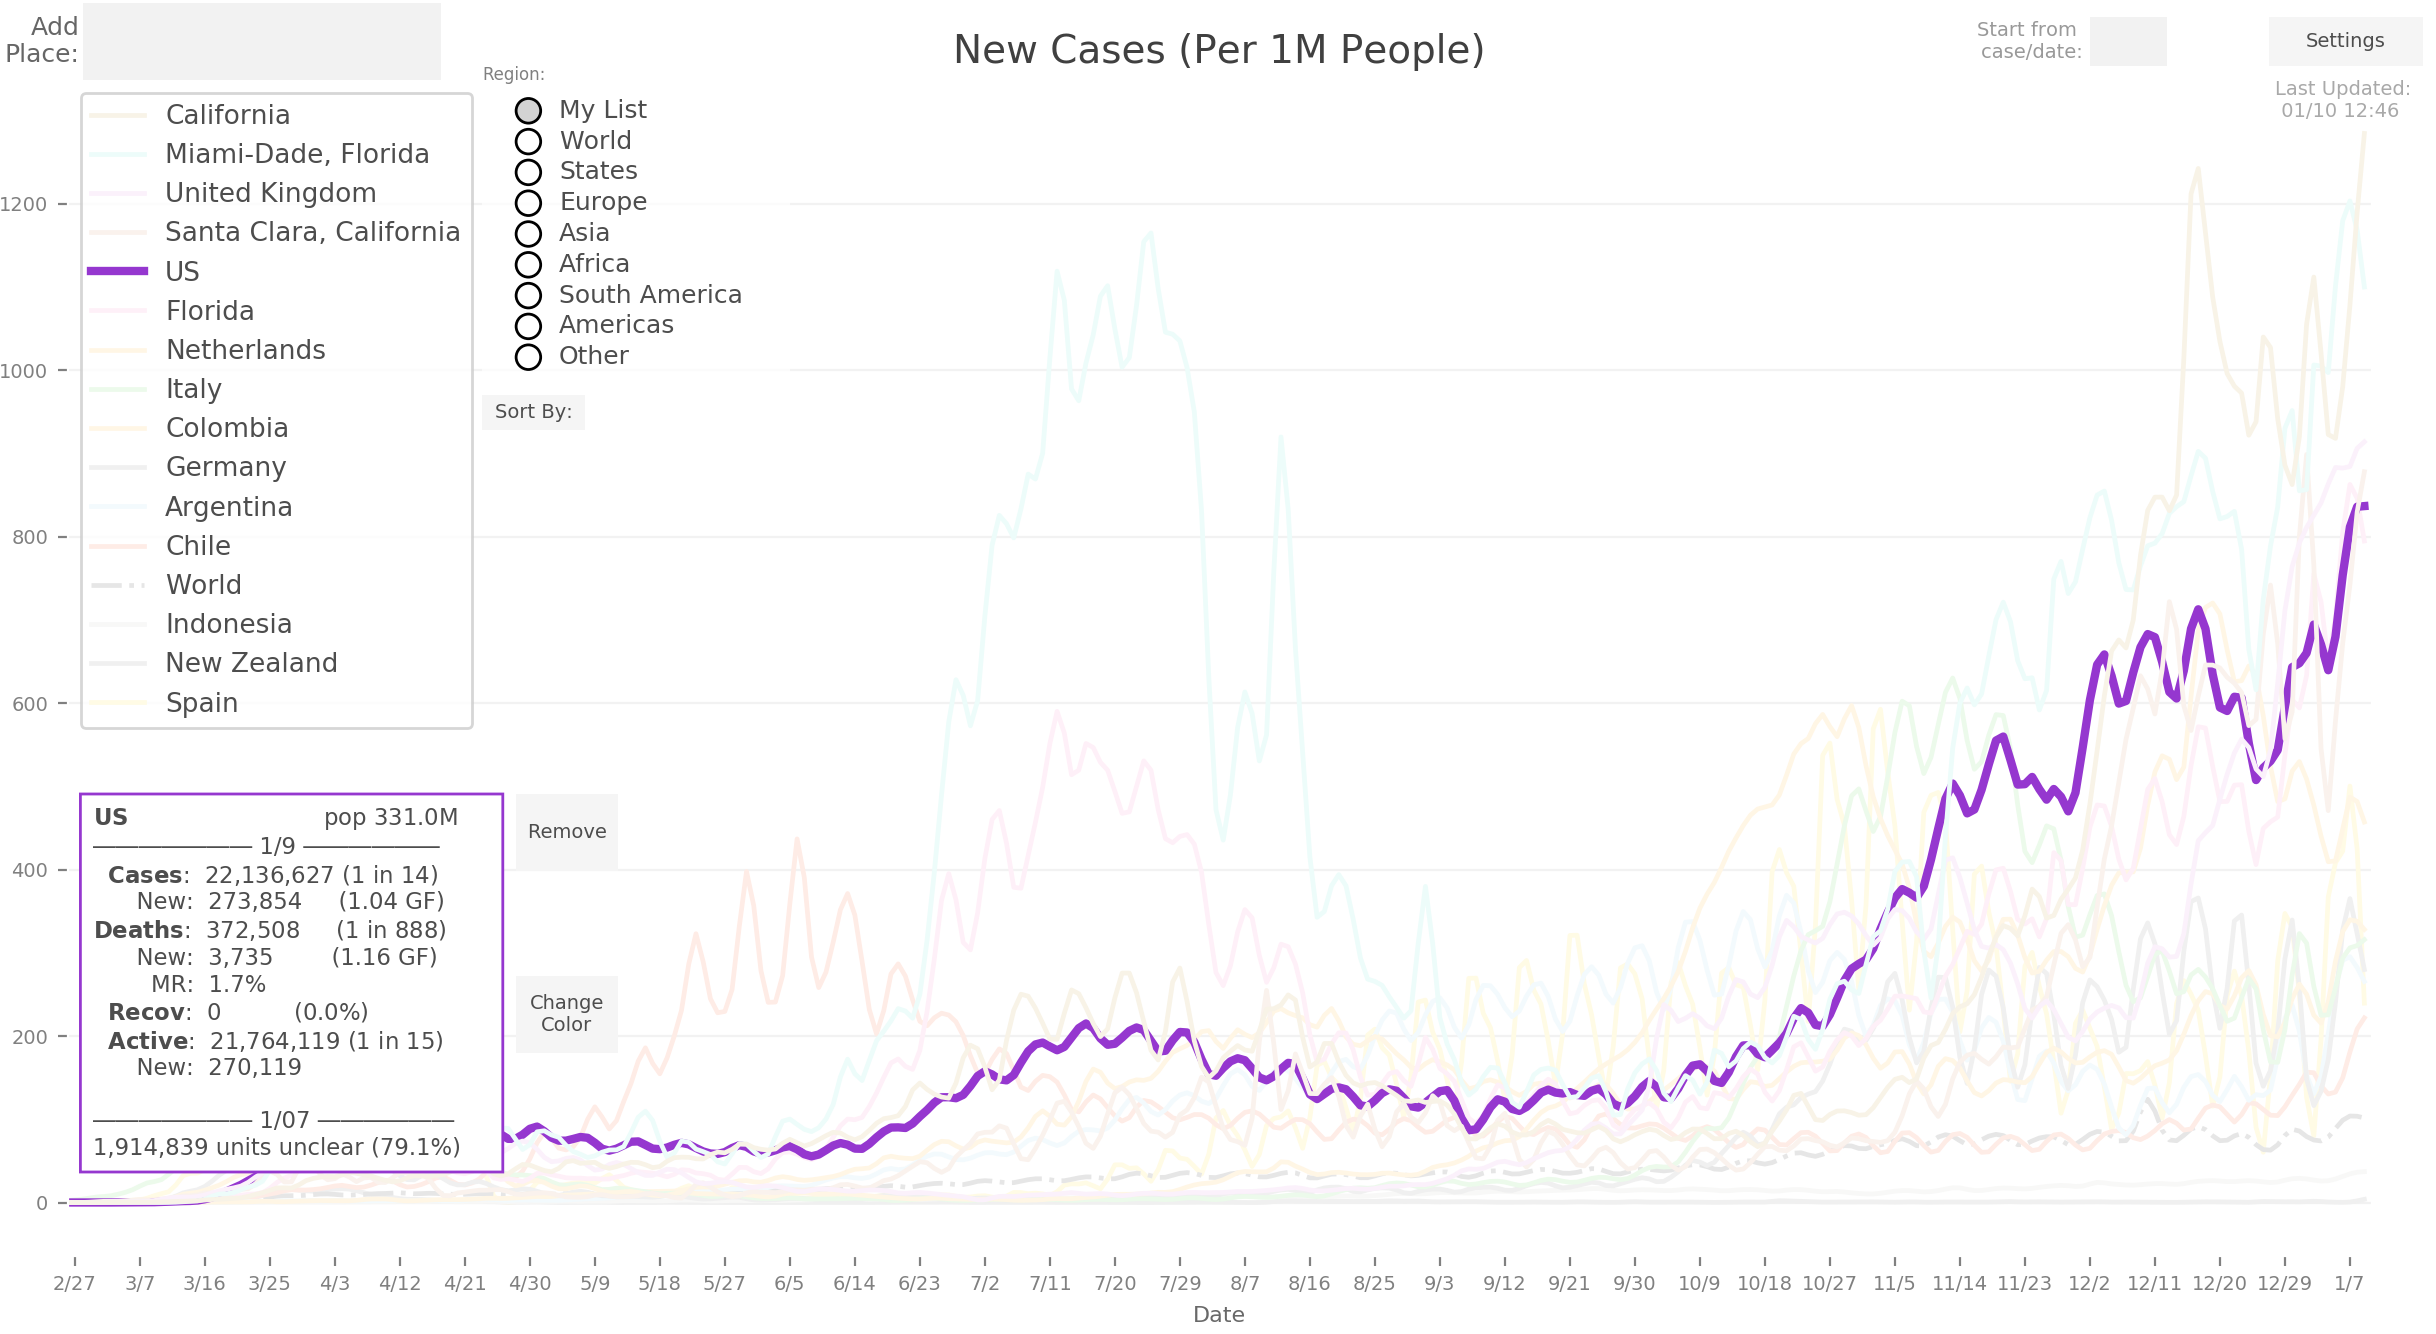 Add
Place:
New Cases (Per 1M People)
Start from
case/date:
Settings
Last Updated:
01/10 12:46
Region:
My List
World
States
Europe
Asia
Africa
South America
Americas
Other
Sort By:
California
Miami-Dade, Florida
United Kingdom
Santa Clara, California
US
Florida
Netherlands
Italy
Colombia
Germany
Argentina
Chile
World
Indonesia
New Zealand
Spain
1200
1000
800
600
400
200
0
US pop 331.0M
——————— 1/9 ——————
Cases: 22,136,627 (1 in 14)
New: 273,854 (1.04 GF)
Deaths: 372,508 (1 in 888)
New: 3,735 (1.16 GF)
MR: 1.7%
Recov: 0 (0.0%)
Active: 21,764,119 (1 in 15)
New: 270,119
——————— 1/07 ——————
1,914,839 units unclear (79.1%)
Remove
Change
Color
2/27 3/7 3/16 3/25 4/3 4/12 4/21 4/30 5/9 5/18 5/27 6/5 6/14 6/23 7/2 7/11 7/20 7/29 8/7 8/16 8/25 9/3 9/12 9/21 9/30 10/9 10/18 10/27 11/5 11/14 11/23 12/2 12/11 12/20 12/29 1/7
Date